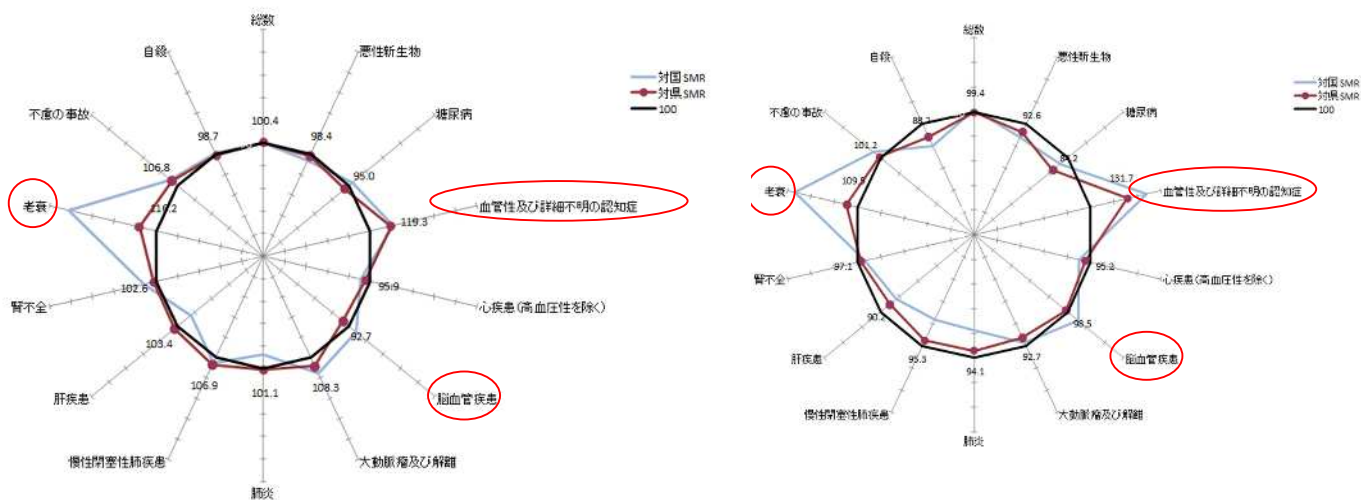 総数
悪性新生物
糖尿病
血管性及び詳細不明の認知症
心疾患(高血圧性を除く)
脳血管疾患
大動脈瘤及び解離
肺炎
慢性閉塞性肺疾患
肝疾患
腎不全
老衰
不慮の事故
自殺
100.4
98.4
95.0
119.3
95.9
92.7
108.3
101.1
106.9
103.4
102.6
116.2
106.8
98.7
対国SMR
対県SMR
100
総数
悪性新生物
糖尿病
血管性及び詳細不明の認知症
心疾患(高血圧性を除く)
脳血管疾患
大動脈瘤及び解離
肺炎
慢性閉塞性肺疾患
肝疾患
腎不全
老衰
不慮の事故
自殺
99.4
92.6
131.7
95.2
98.5
92.7
94.1
95.3
90.2
97.1
109.5
101.2
対国SMR
対県SMR
100